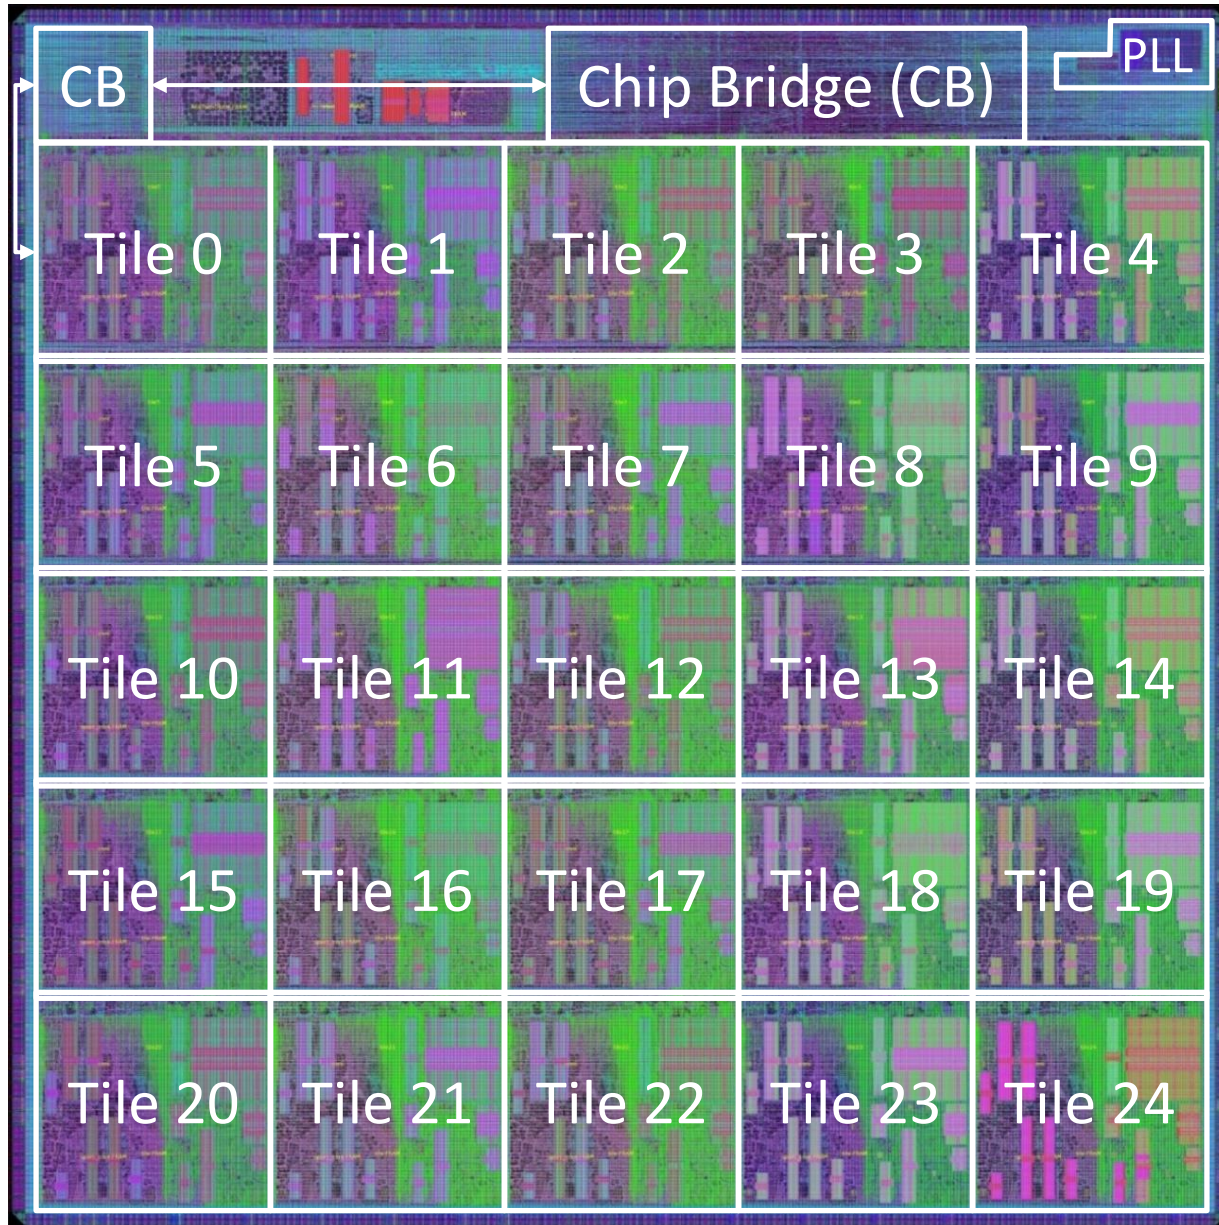 CB
Chip Bridge (CB)
PLL
Tile 0
Tile 1
Tile 2
Tile 3
Tile 4
Tile 5
Tile 6
Tile 7
Tile 8
Tile 9
Tile 10
Tile 11
Tile 12
Tile 13
Tile 14
Tile 15
Tile 16
Tile 17
Tile 18
Tile 19
Tile 20
Tile 21
Tile 22
Tile 23
Tile 24